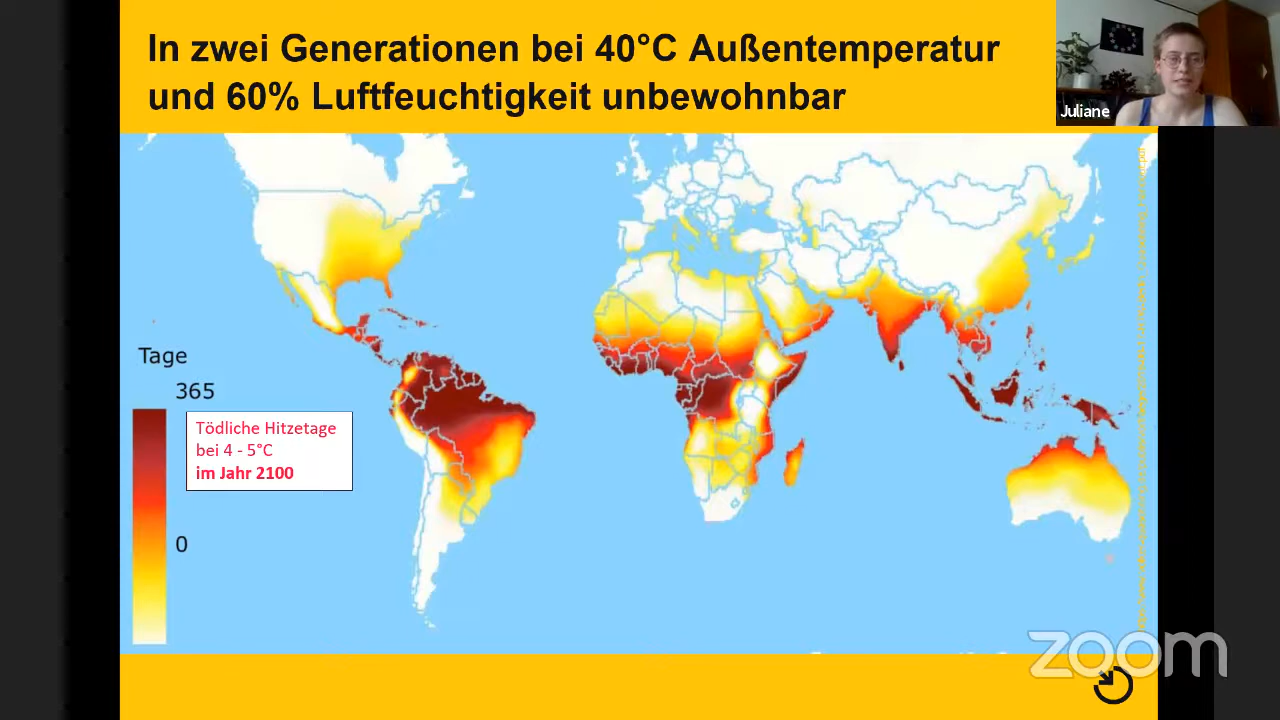 In zwei Generationen bei 40°C Außentemperatur
und 60% Luftfeuchtigkeit unbewohnbar
Juliane
Tage
365
Tödliche Hitzetage
bei 4 - 5°C
im Jahr 2100
0
zoom